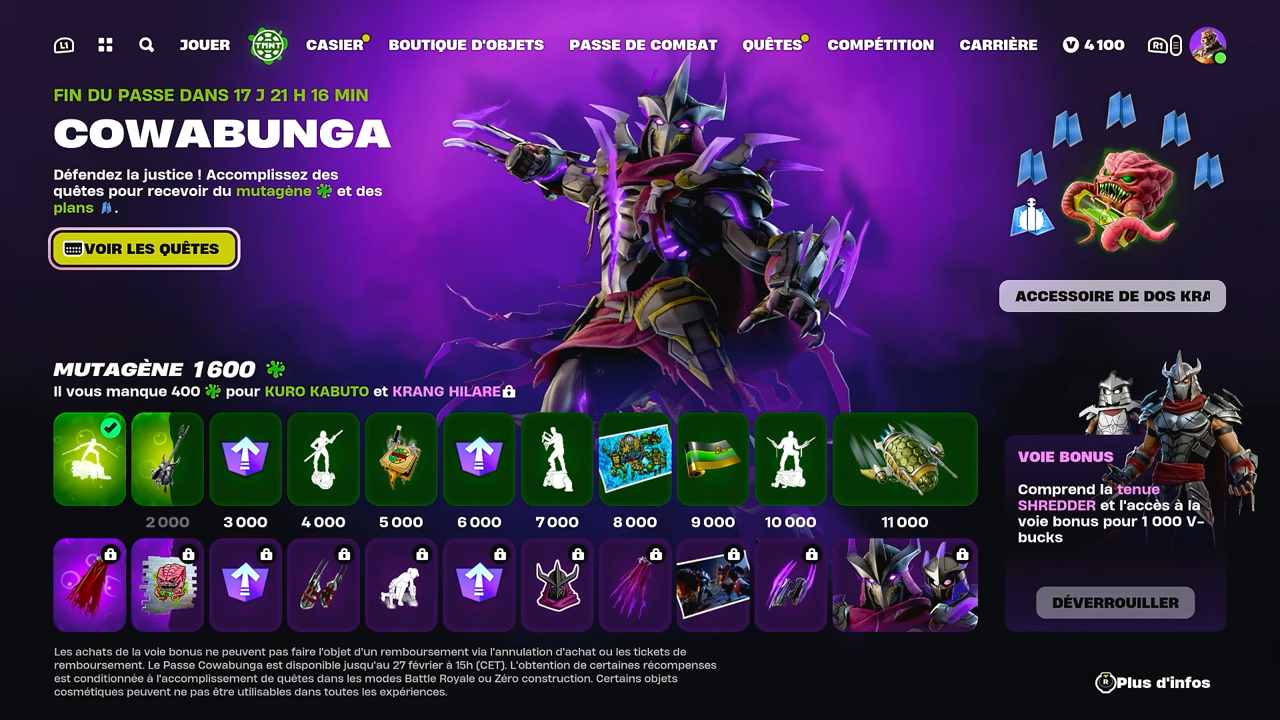 L1 JOUER TMNT CASIER BOUTIQUE D'OBJETS PASSE DE COMBAT QUÊTES COMPÉTITION CARRIÈRE V 4 100 R1
FIN DU PASSE DANS 17 J 21 H 16 MIN
COWABUNGA
Défendez la justice ! Accomplissez des
quêtes pour recevoir du mutagène et des
plans .
VOIR LES QUÊTES
ACCESSOIRE DE DOS KRA
MUTAGÈNE 1 600
Il vous manque 400 pour KURO KABUTO et KRANG HILARE
2 000 3 000 4 000 5 000 6 000 7 000 8 000 9 000 10 000 11 000
VOIE BONUS
Comprend la tenue
SHREDDER et l'accès à la
voie bonus pour 1 000 V-
bucks
DÉVERROUILLER
Les achats de la voie bonus ne peuvent pas faire l'objet d'un remboursement via l'annulation d'achat ou les tickets de
remboursement. Le Passe Cowabunga est disponible jusqu'au 27 février à 15h (CET). L'obtention de certaines récompenses
est conditionnée à l'accomplissement de quêtes dans les modes Battle Royale ou Zéro construction. Certains objets
cosmétiques peuvent ne pas être utilisables dans toutes les expériences.
R Plus d'infos